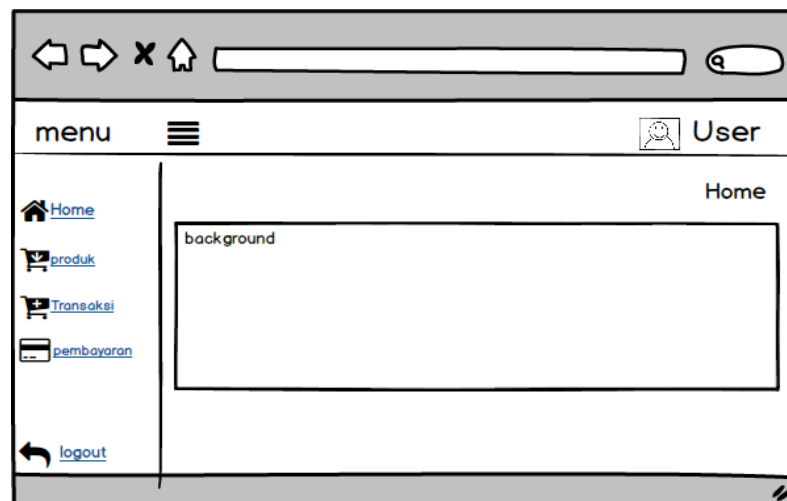 menu
User
Home
Home
produk
Transaksi
pembayaran
logout
background